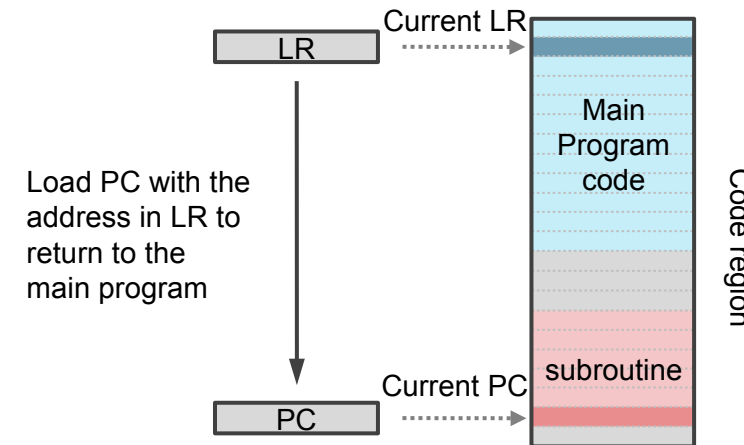 Current LR
LR
Main
Program
code
Load PC with the
address in LR to
return to the
main program
Code region
subroutine
Current PC
PC